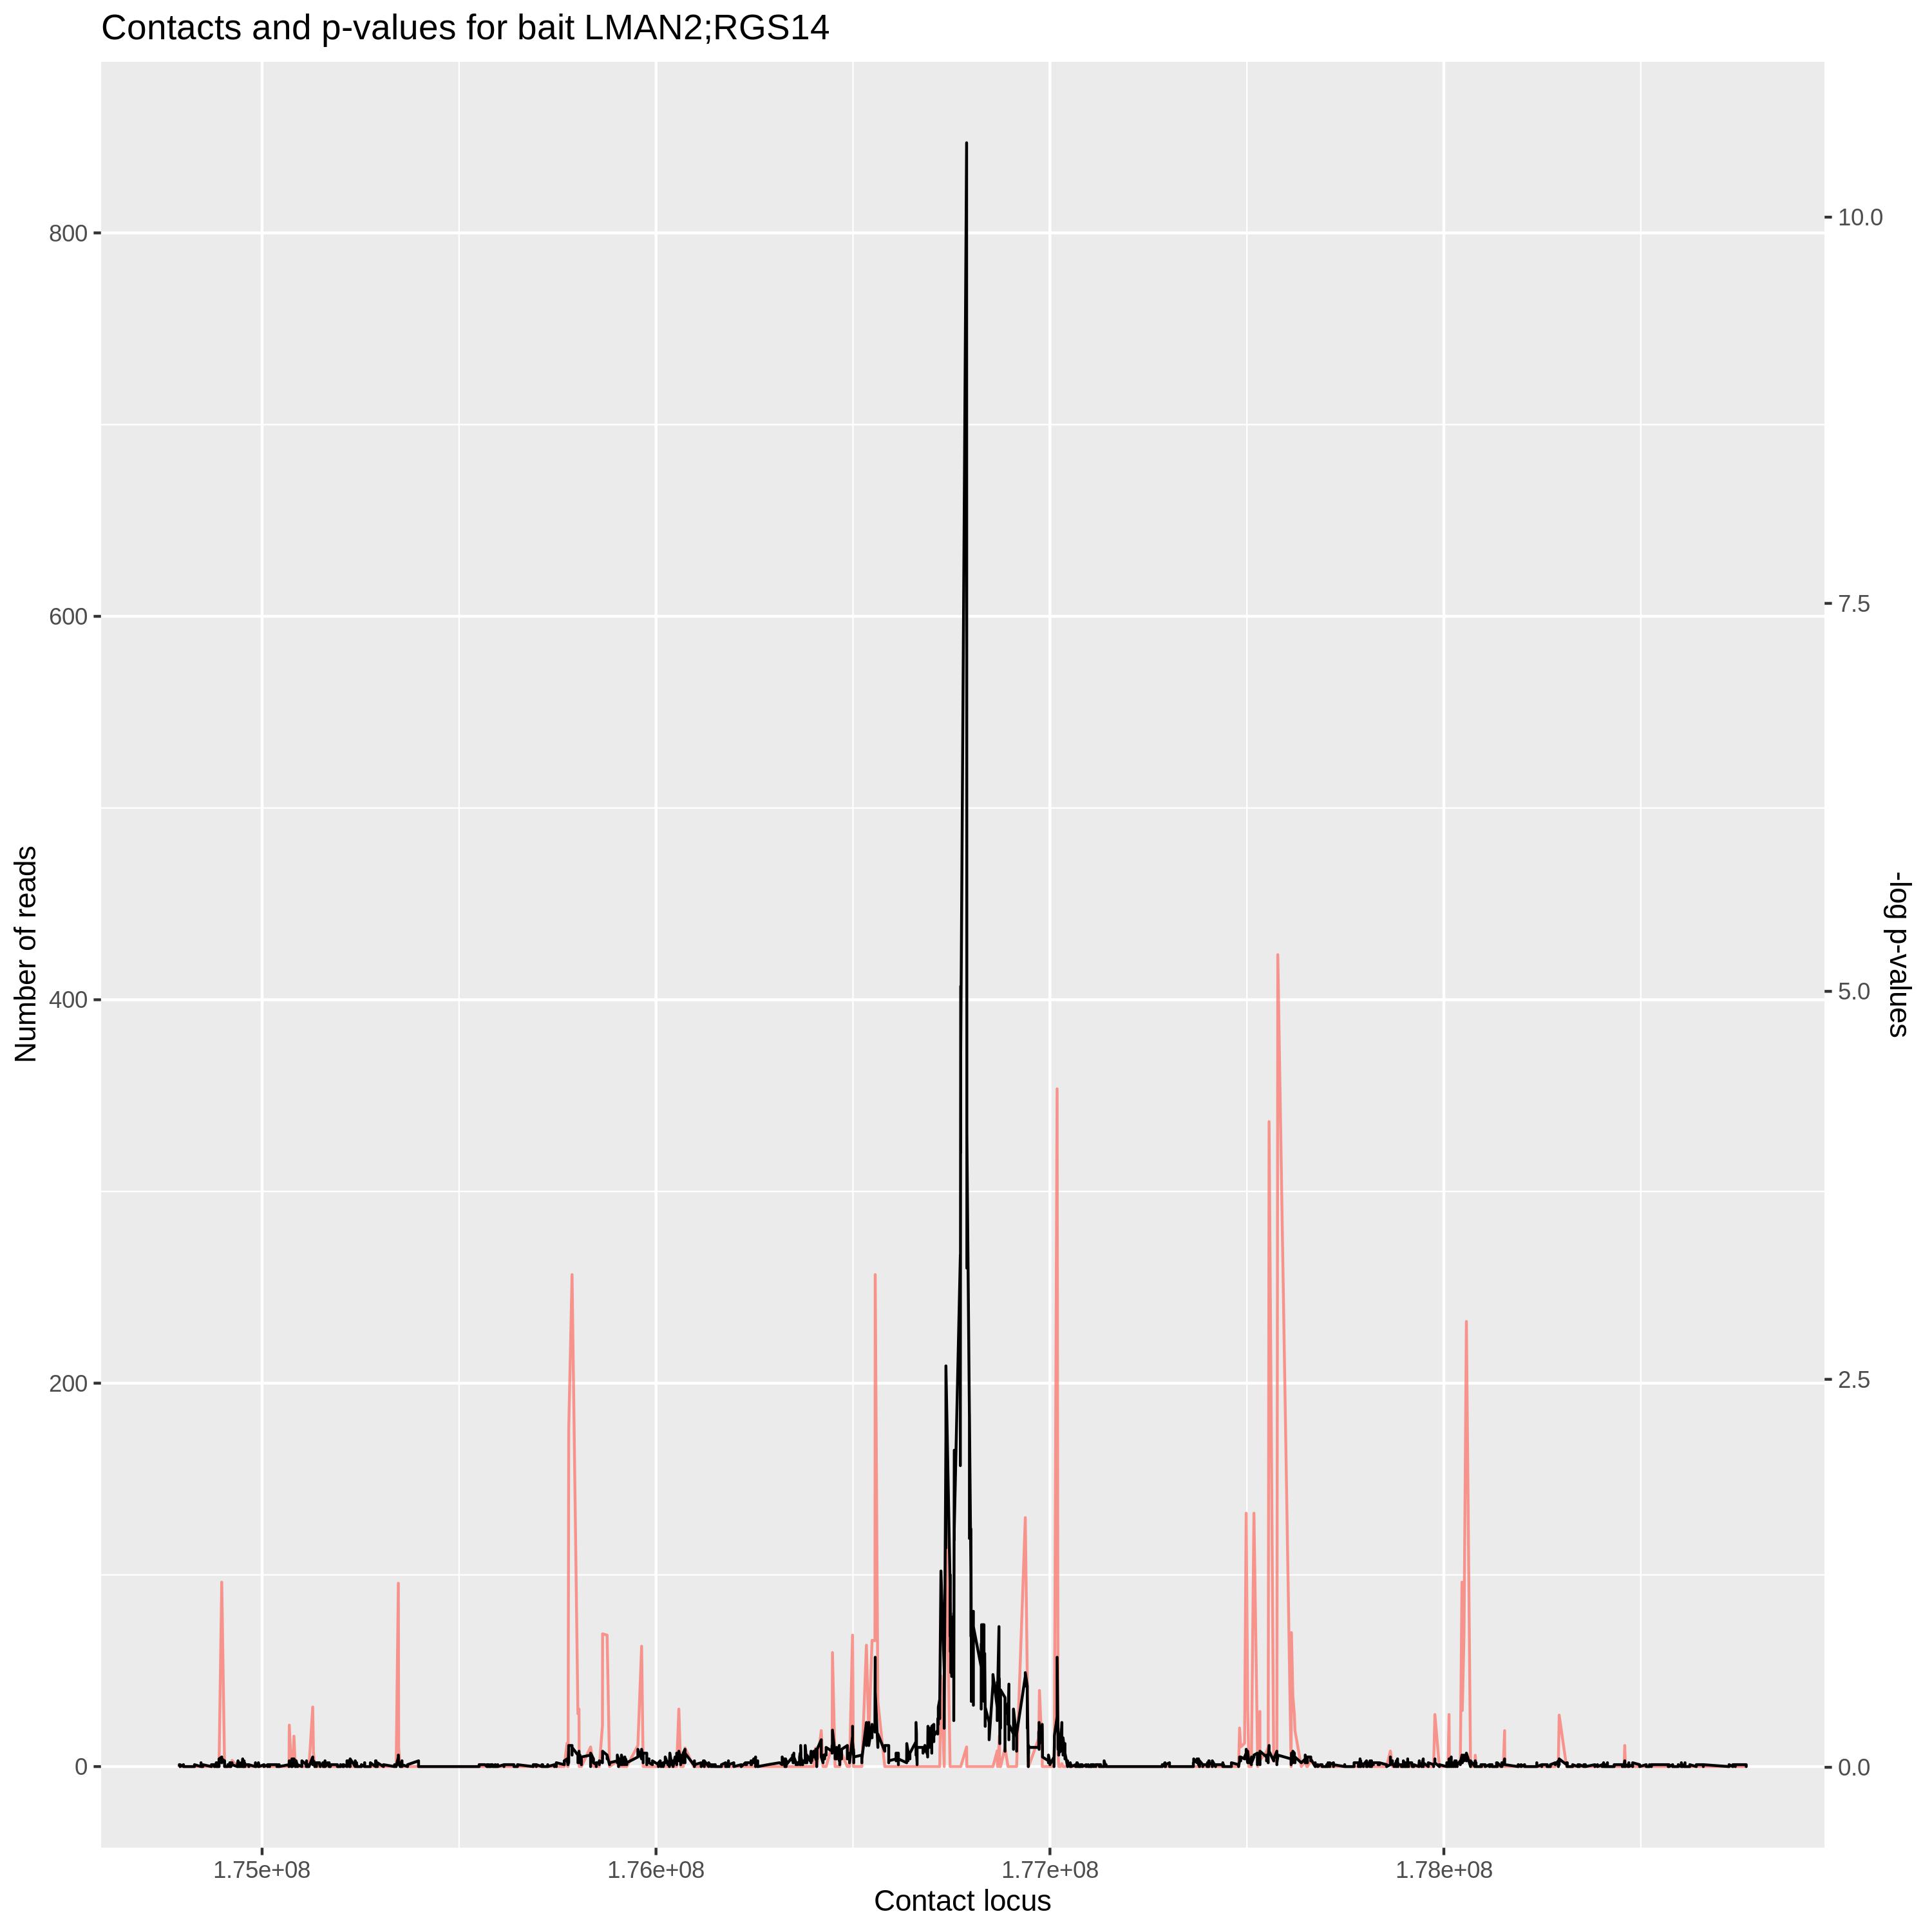 Contacts and p-values for bait LMAN2;RGS14
800
600
400
200
0
Number of reads
10.0
7.5
5.0
2.5
0.0
-log p-values
1.75e+08
1.76e+08
1.77e+08
1.78e+08
Contact locus